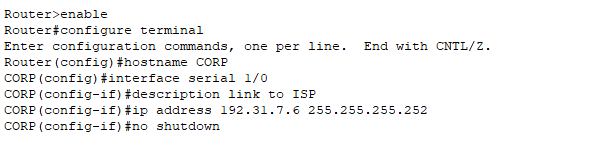 Router>enable
Router#configure terminal
Enter configuration commands, one per line.  End with CNTL/Z.
Router(config)#hostname CORP
CORP(config)#interface serial 1/0
CORP(config-if)#description link to ISP
CORP(config-if)#ip address 192.31.7.6 255.255.255.252
CORP(config-if)#no shutdown